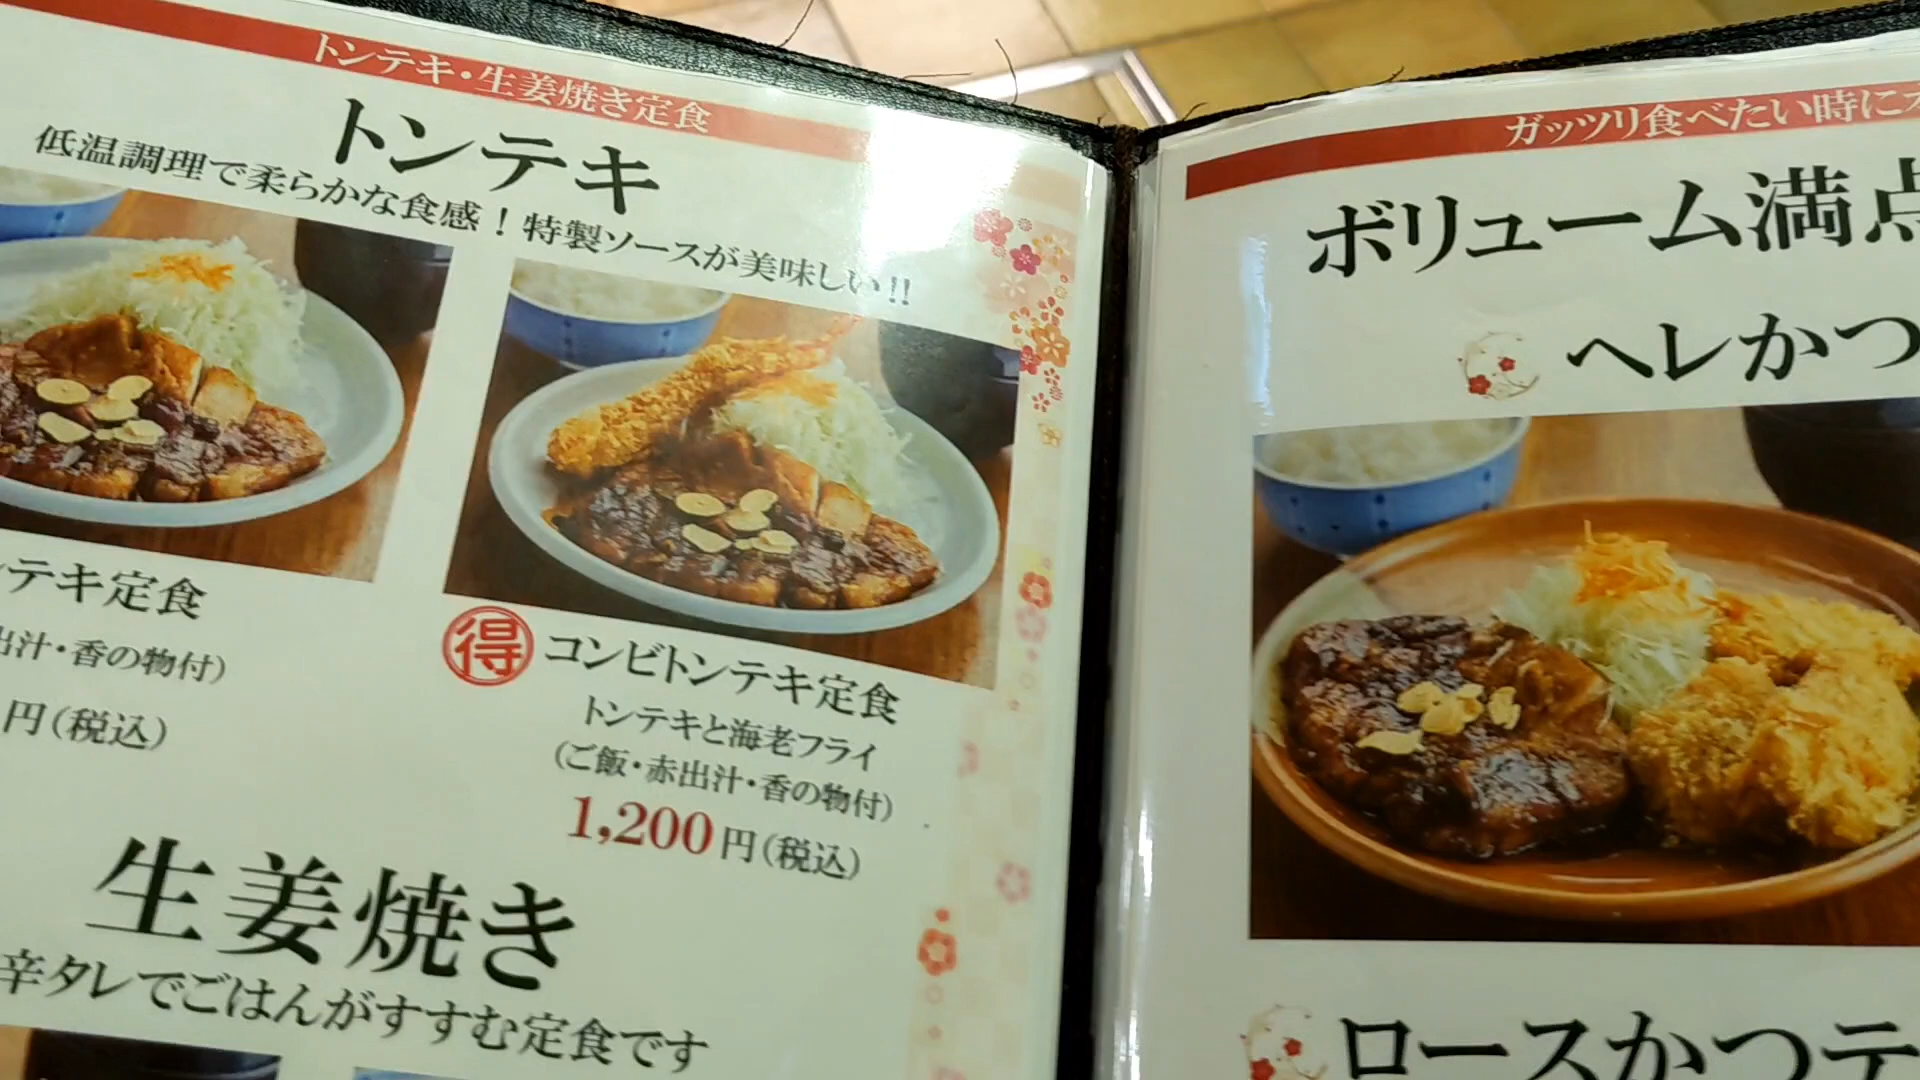 トンテキ・生姜焼き定食
トンテキ
低温調理で柔らかな食感！特製ソースが美味しい!!
テキ定食
出汁・香の物付)
円(税込)
得 コンビトンテキ定食
トンテキと海老フライ
(ご飯・赤出汁・香の物付)
1,200円(税込)
生姜焼き
辛タレでごはんがすすむ定食です
ガッツリ食べたい時に
ボリューム満点
ヘレかつ
ロースかつテ